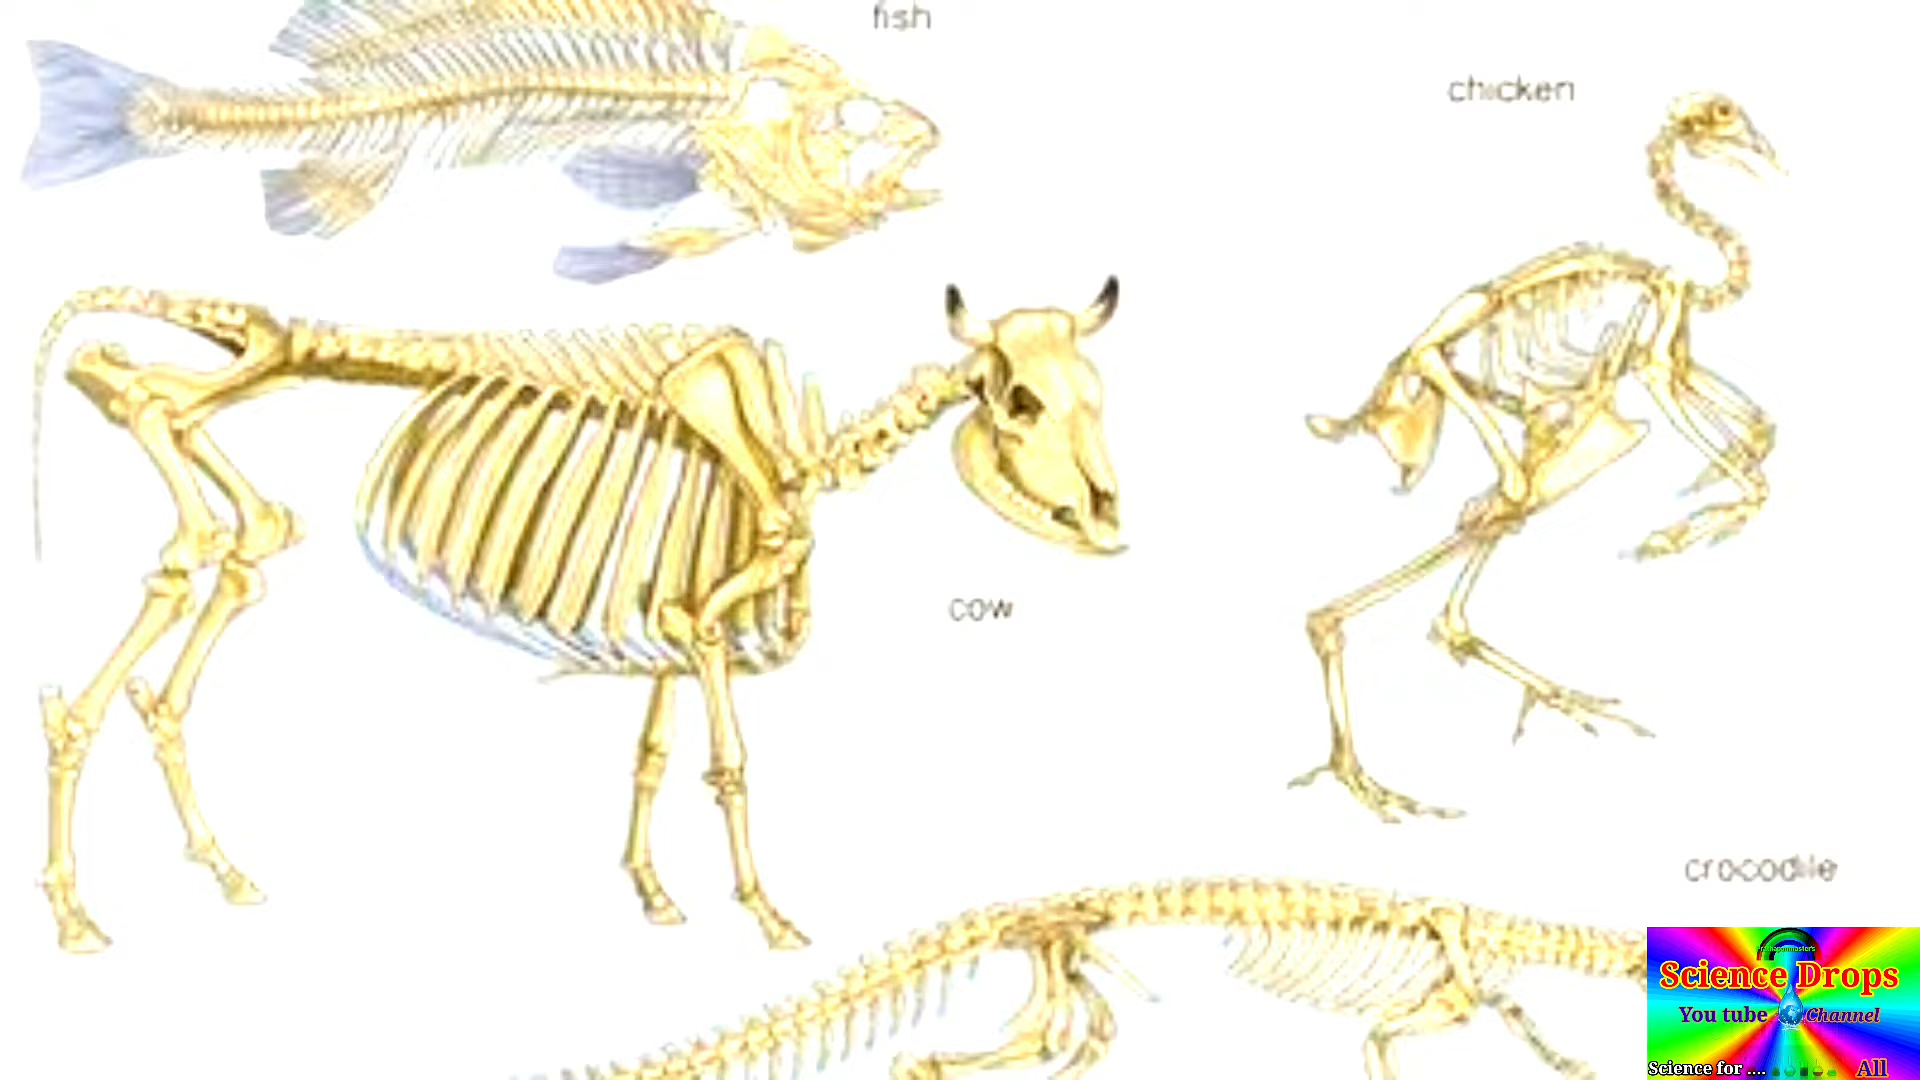 fish
chicken
cow
crocodile
Science Drops
You tube Channel
Science for .... All